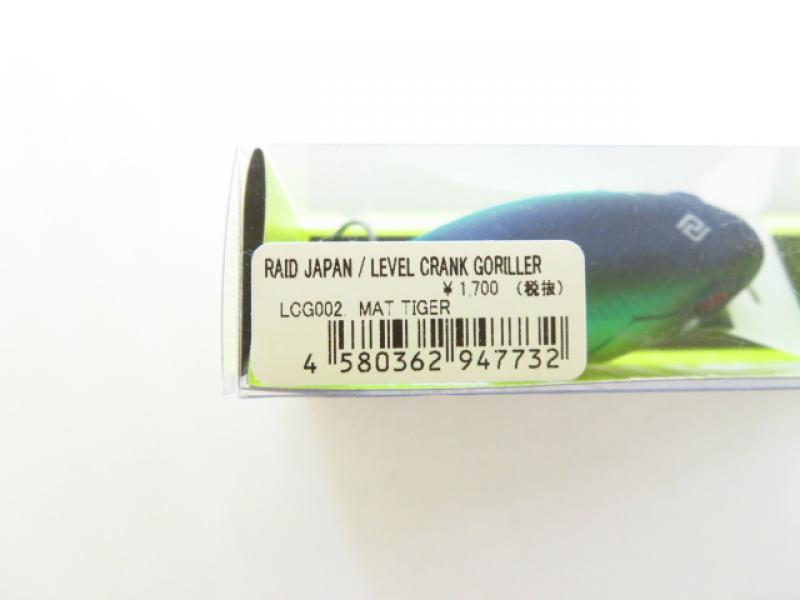 RAID JAPAN / LEVEL CRANK GORILLER
¥ 1,700 （税抜）
LCG002. MAT TIGER
4 580362 947732